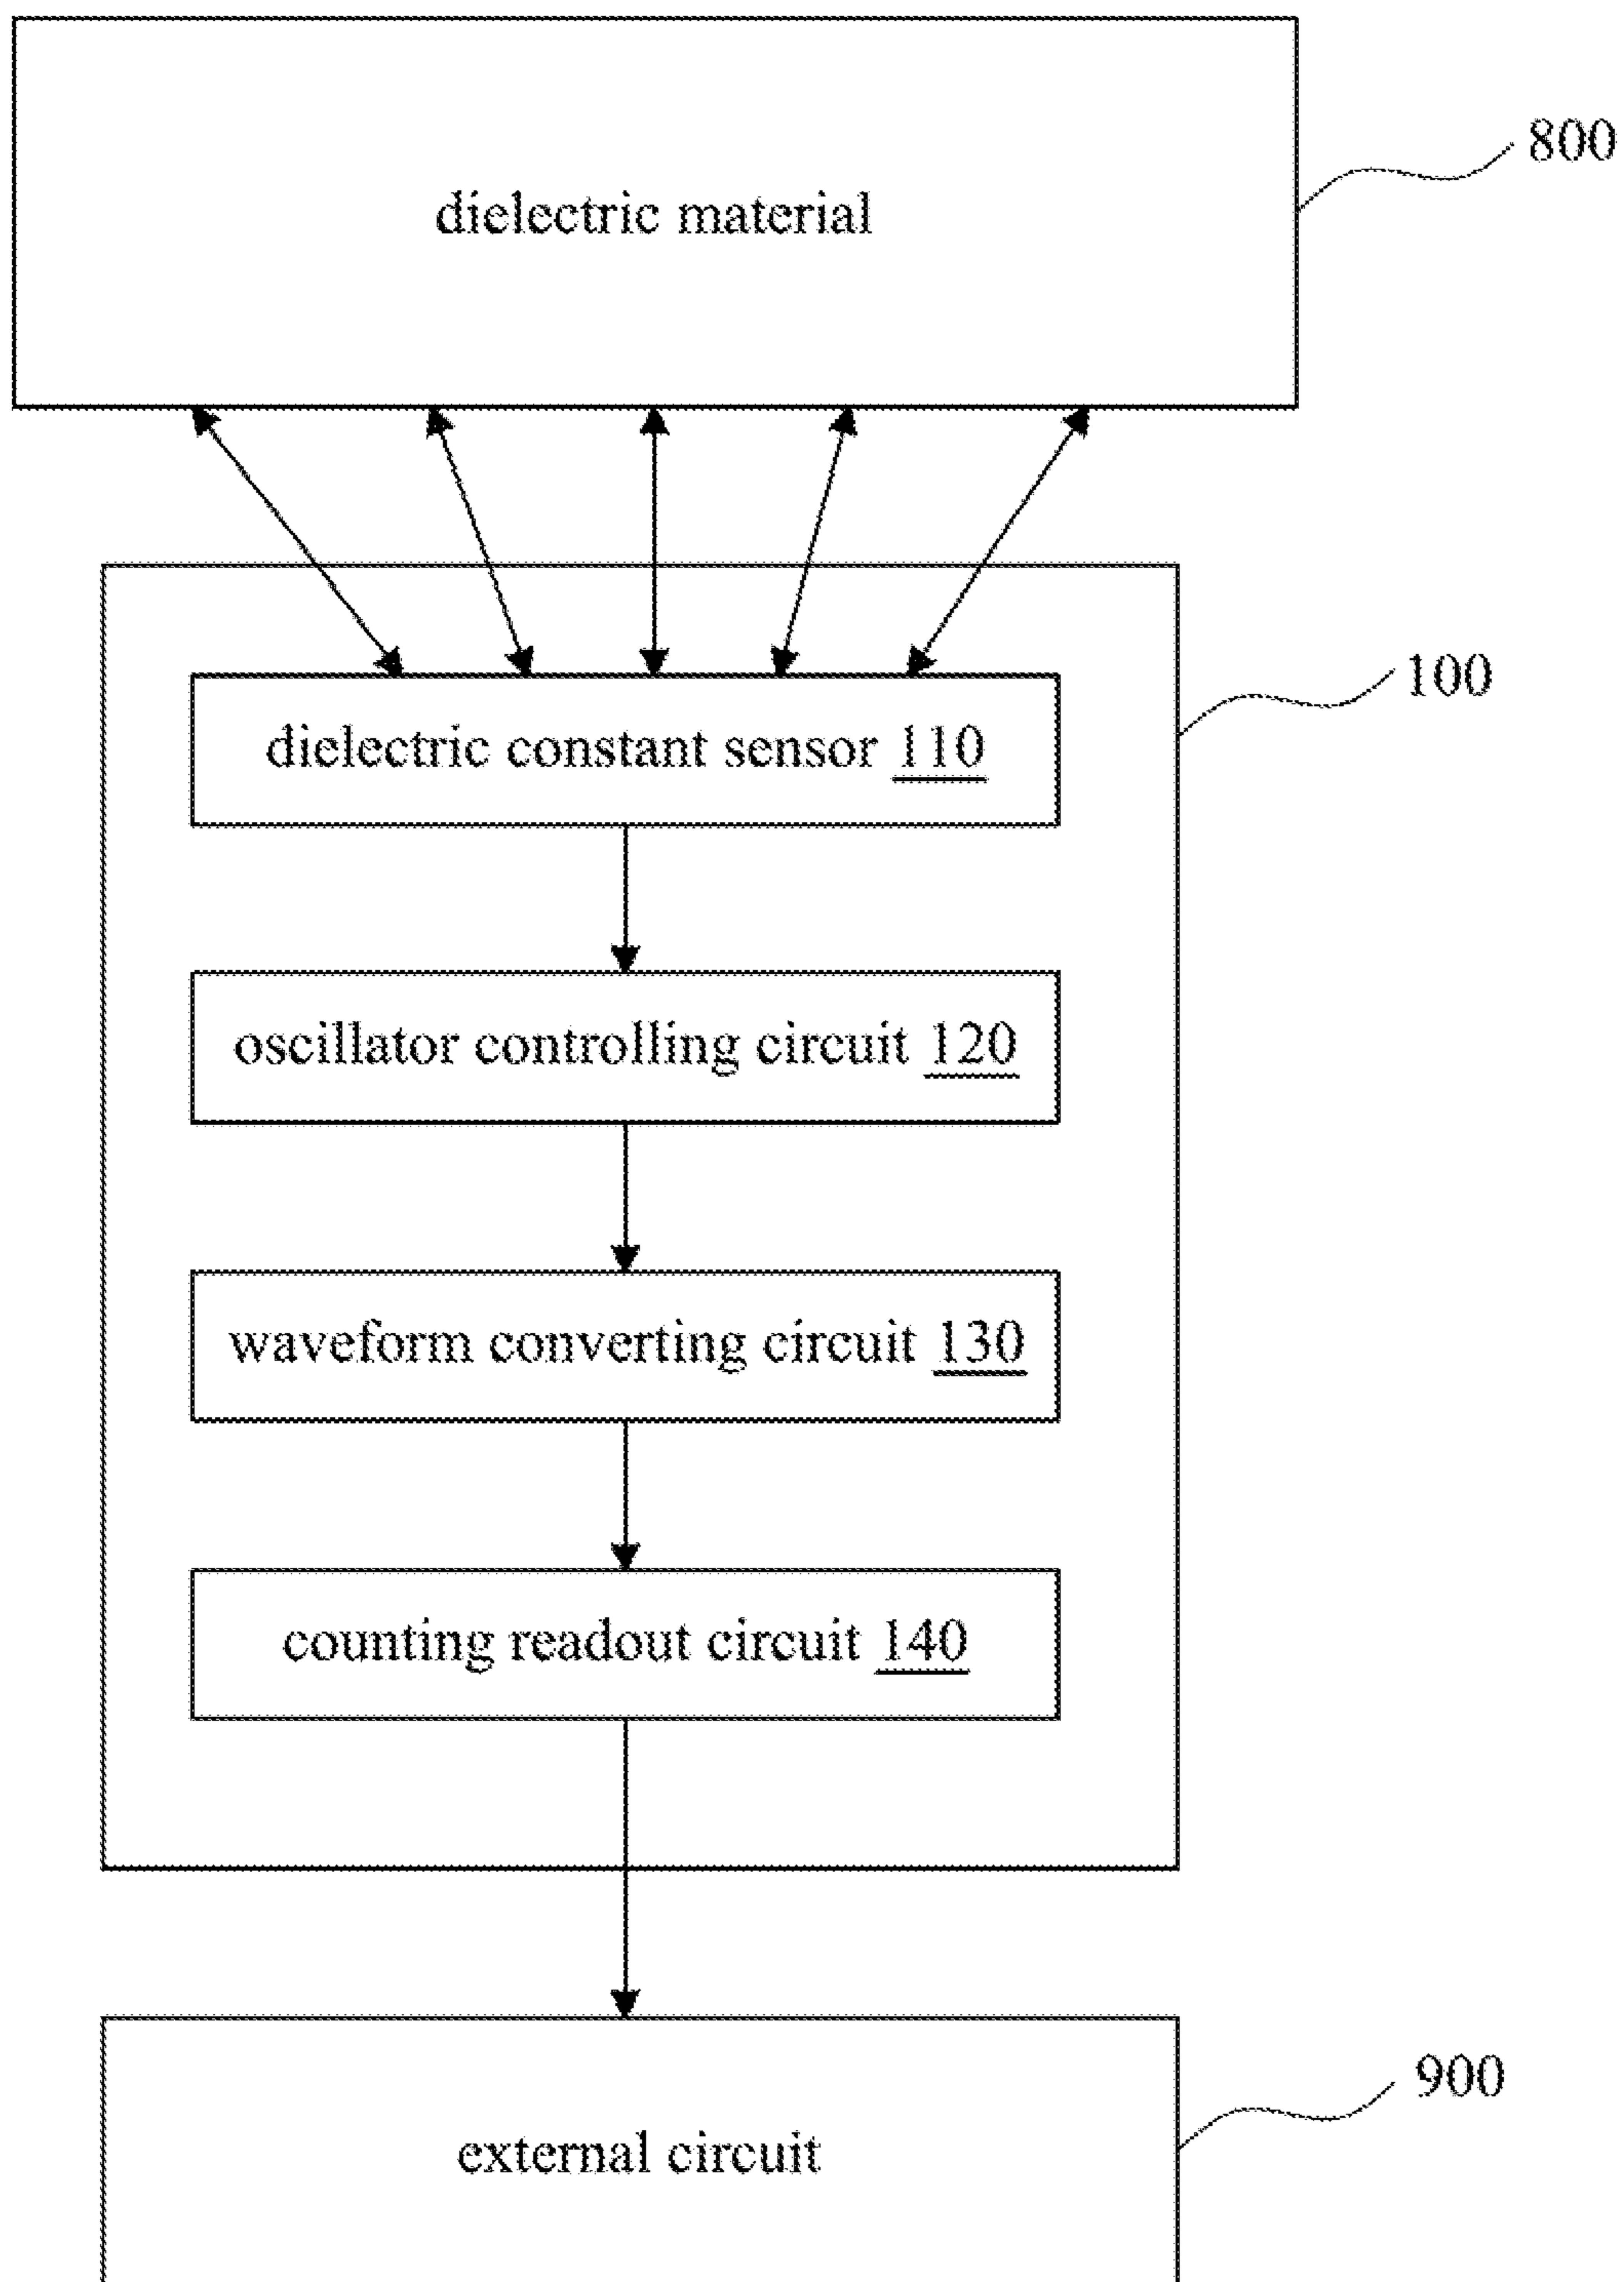 800
dielectric material
100
dielectric constant sensor 110
oscillator controlling circuit 120
waveform converting circuit 130
counting readout circuit 140
900
external circuit